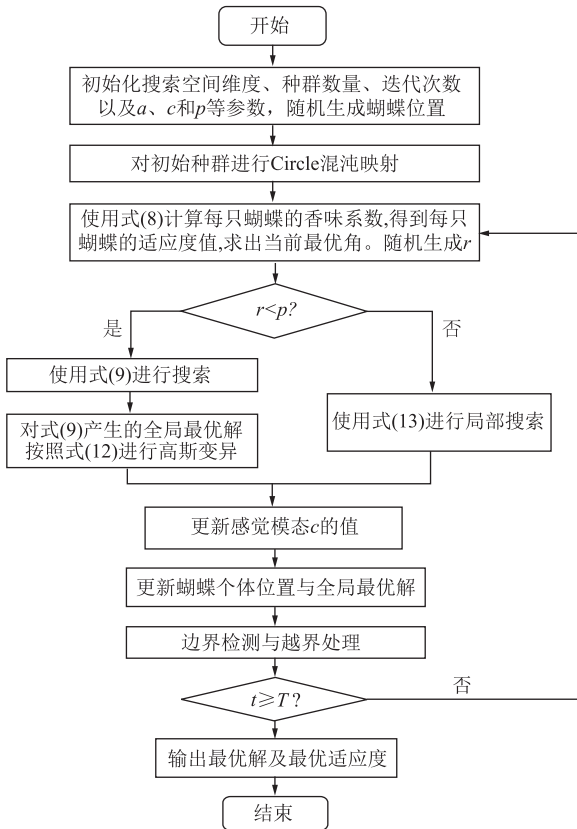 开始
初始化搜索空间维度、种群数量、迭代次数
以及a、c和p等参数，随机生成蝴蝶位置
对初始种群进行Circle混沌映射
使用式(8)计算每只蝴蝶的香味系数,得到每只
蝴蝶的适应度值,求出当前最优角。随机生成r
r<p?
是
否
使用式(9)进行搜索
对式(9)产生的全局最优解
按照式(12)进行高斯变异
使用式(13)进行局部搜索
更新感觉模态c的值
更新蝴蝶个体位置与全局最优解
边界检测与越界处理
t≥T?
否
输出最优解及最优适应度
结束